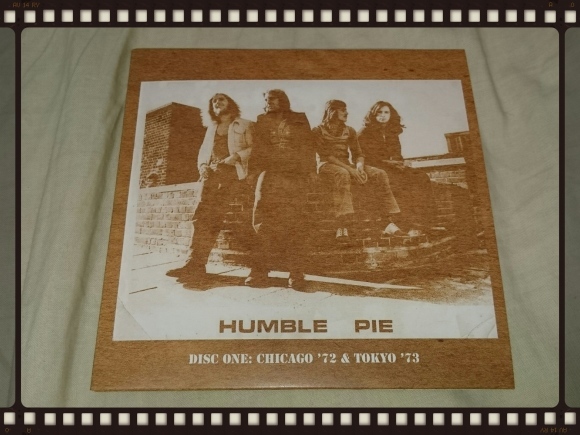 HUMBLE PIE
DISC ONE: CHICAGO '72 & TOKYO '73